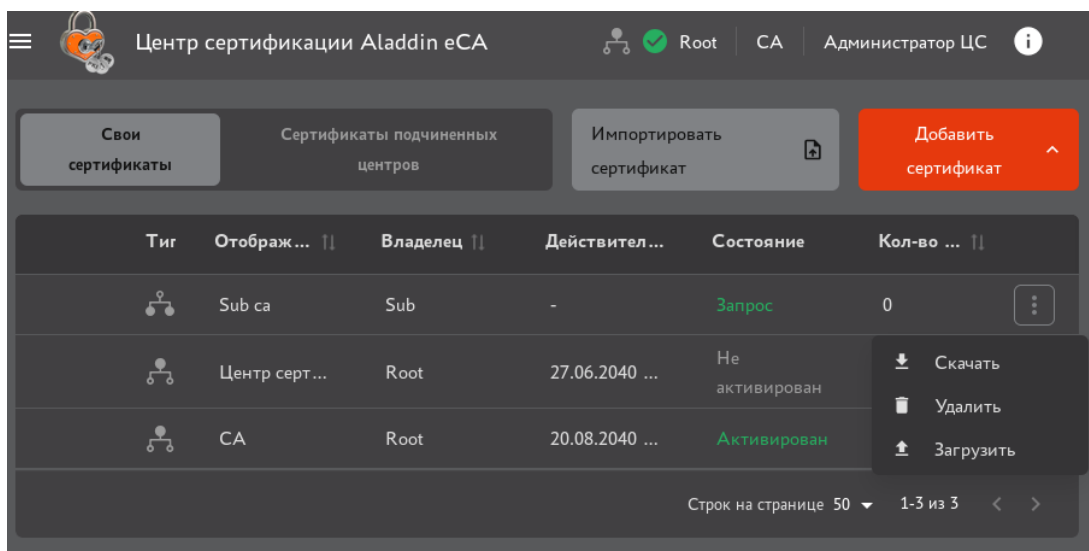 Центр сертификации Aladdin eCA
Root
CA
Администратор ЦС
Свои
сертификаты
Сертификаты подчиненных
центров
Импортировать
сертификат
Добавить
сертификат
Тип
Отображ...
Владелец
Действител...
Состояние
Кол-во ...
Sub ca
Sub
-
Запрос
0
Центр серт...
Root
27.06.2040 ...
Не
активирован
CA
Root
20.08.2040 ...
Активирован
Скачать
Удалить
Загрузить
Строк на странице 50
1-3 из 3